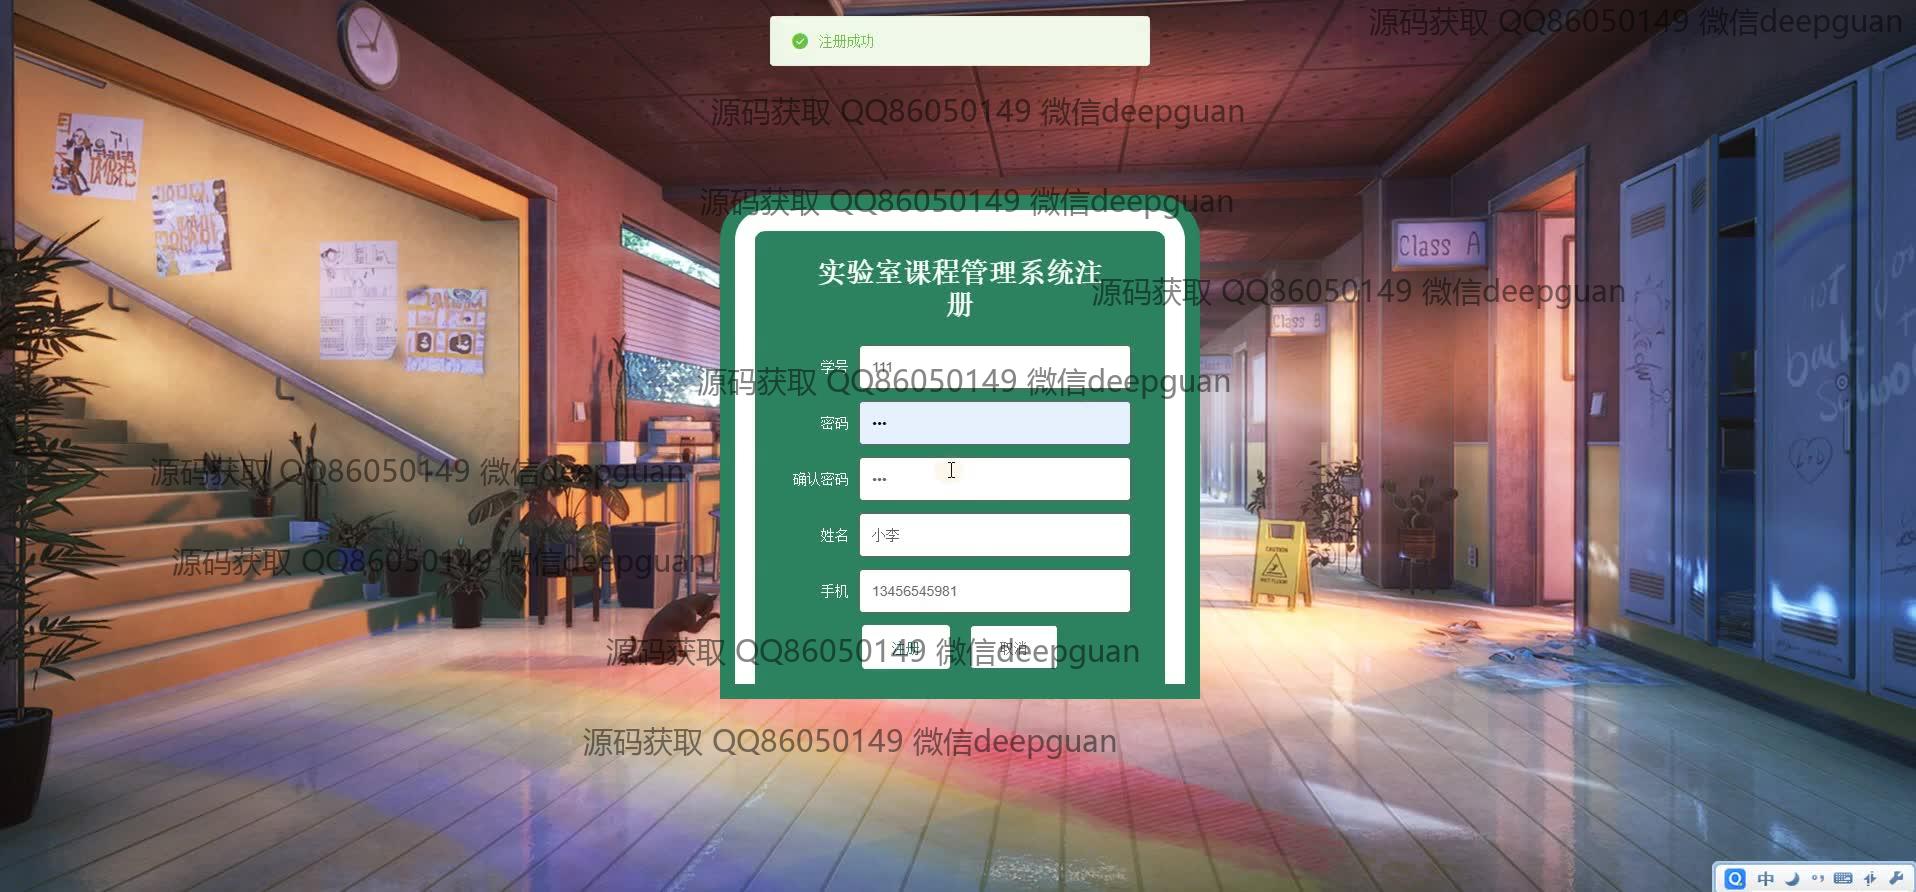 源码获取 QQ86050149 微信deepguan
注册成功
源码获取 QQ86050149 微信deepguan
源码获取 QQ86050149 微信deepguan
Class A
实验室课程管理系统注
册
源码获取 QQ86050149 微信deepguan
Class B
not
back
School
学号 111
源码获取 QQ86050149 微信deepguan
密码 •••
源码获取 QQ86050149 微信deepguan
确认密码 •••
姓名 小李
源码获取 QQ86050149 微信deepguan
CAUTION
WET FLOOR
手机 13456545981
注册 取消
源码获取 QQ86050149 微信deepguan
源码获取 QQ86050149 微信deepguan
中